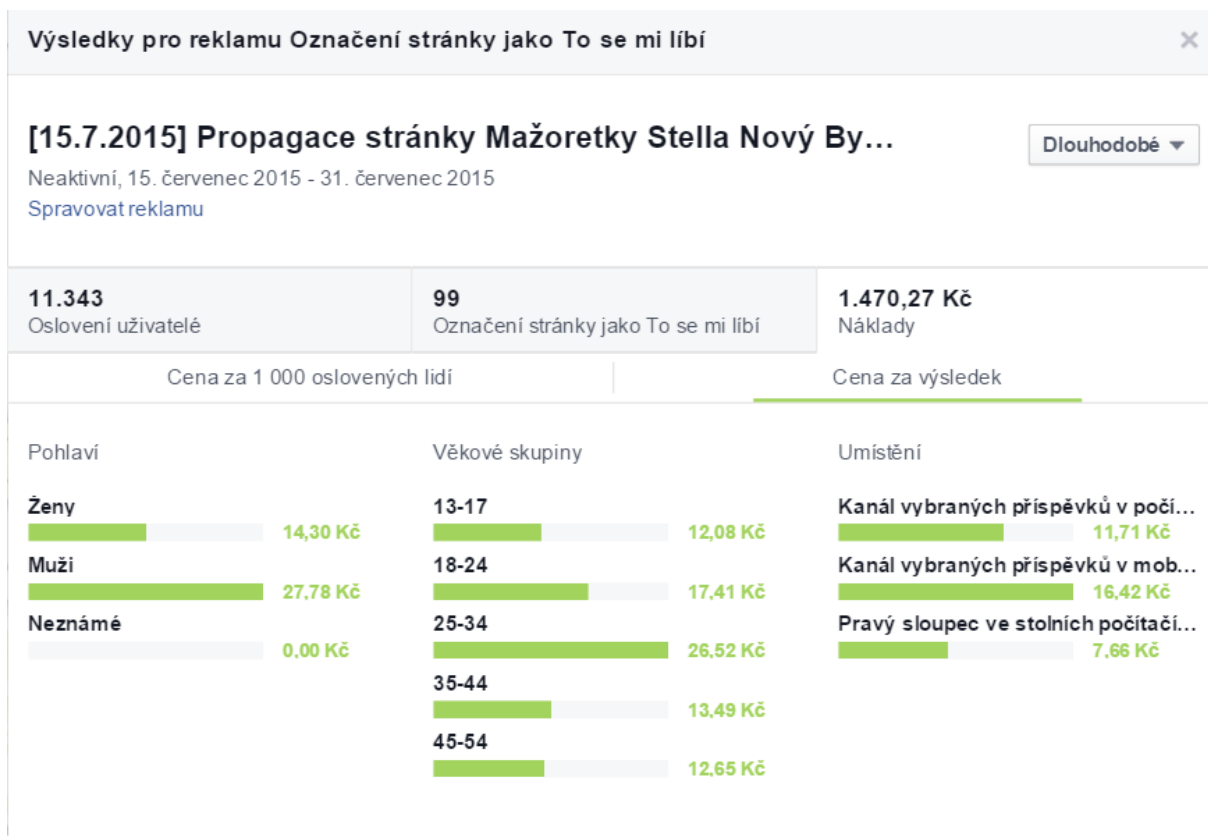 Výsledky pro reklamu Označení stránky jako To se mi líbí
[15.7.2015] Propagace stránky Mažoretky Stella Nový By…
Dlouhodobé
Neaktivní, 15. červenec 2015 - 31. červenec 2015
Spravovat reklamu
11.343
Oslovení uživatelé
99
Označení stránky jako To se mi líbí
1.470,27 Kč
Náklady
Cena za 1 000 oslovených lidí
Cena za výsledek
Pohlaví
Ženy
14,30 Kč
Muži
27,78 Kč
Neznámé
0,00 Kč
Věkové skupiny
13-17
12,08 Kč
18-24
17,41 Kč
25-34
26,52 Kč
35-44
13,49 Kč
45-54
12,65 Kč
Umístění
Kanál vybraných příspěvků v počí…
11,71 Kč
Kanál vybraných příspěvků v mob…
16,42 Kč
Pravý sloupec ve stolních počítačí…
7,66 Kč